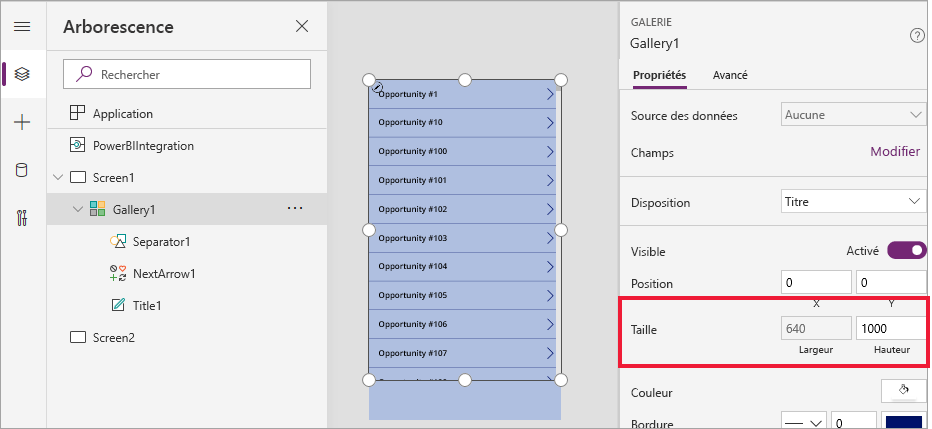 Arborescence
Rechercher
Application
PowerBIIntegration
Screen1
Gallery1
Separator1
NextArrow1
Title1
Screen2
Opportunity #1
Opportunity #10
Opportunity #100
Opportunity #101
Opportunity #102
Opportunity #103
Opportunity #104
Opportunity #105
Opportunity #106
Opportunity #107
GALERIE
Gallery1
Propriétés Avancé
Source des données Aucune
Champs Modifier
Disposition Titre
Visible Activé
Position 0 0
X Y
Taille 640 1000
Largeur Hauteur
Couleur
Bordure 0